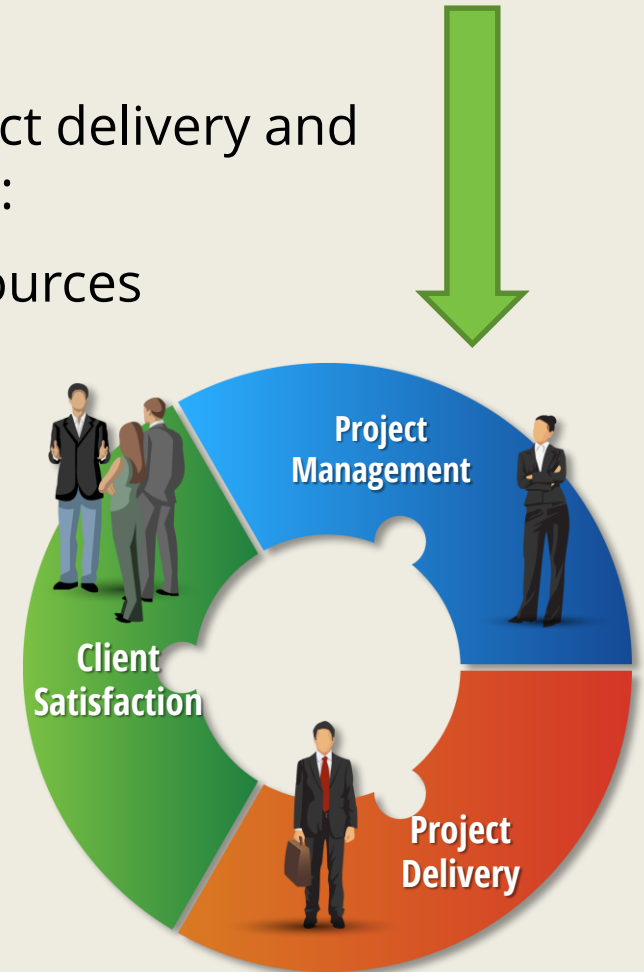 ct delivery and
:
ources
Project
Management
Client
Satisfaction
Project
Delivery